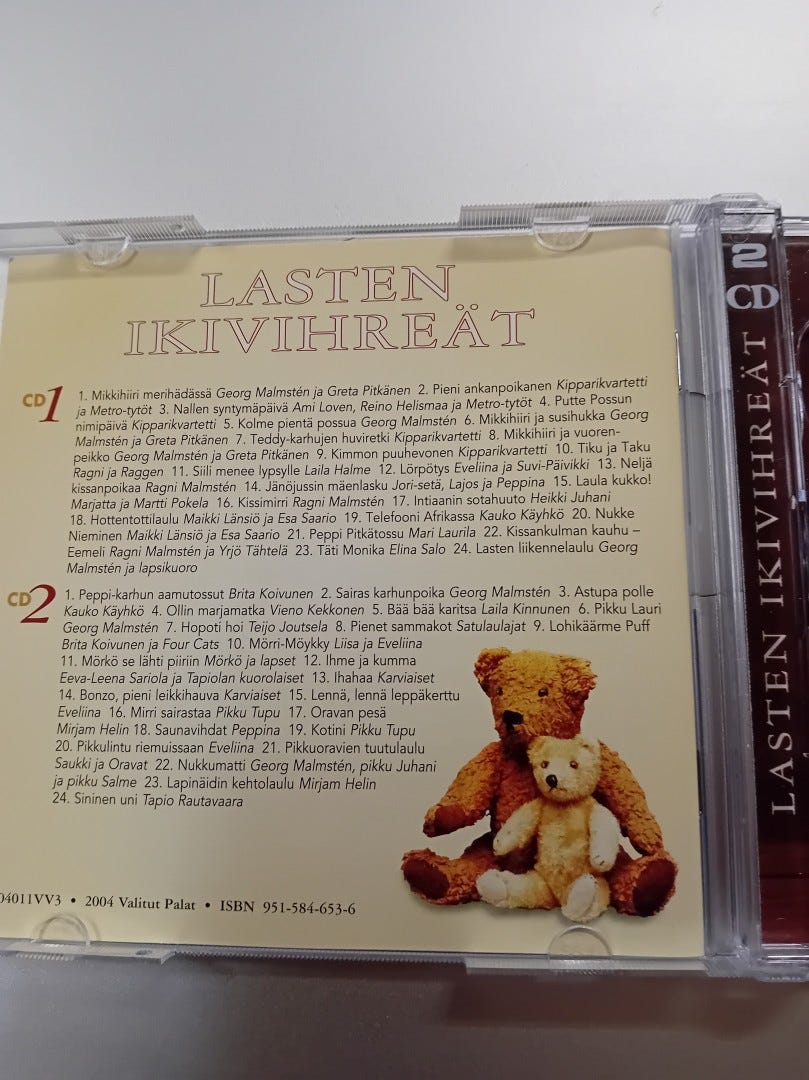 LASTEN
IKIVIHREÄT
CD1 1. Mikkihiiri merihädässä Georg Malmstén ja Greta Pitkänen 2. Pieni ankanpoikanen Kipparikvartetti
ja Metro-tytöt 3. Nallen syntymäpäivä Ami Loven, Reino Helismaa ja Metro-tytöt 4. Putte Possun
nimipäivä Kipparikvartetti 5. Kolme pientä possua Georg Malmstén 6. Mikkihiiri ja susihukka Georg
Malmstén ja Greta Pitkänen 7. Teddy-karhujen huviretki Kipparikvartetti 8. Mikkihiiri ja vuoren-
peikko Georg Malmstén ja Greta Pitkänen 9. Kimmon puuhevonen Kipparikvartetti 10. Tiku ja Taku
Ragni ja Raggen 11. Siili menee lypsylle Laila Halme 12. Lörpötys Eveliina ja Suvi-Päivikki 13. Neljä
kissanpoikaa Ragni Malmstén 14. Jänöjussin mäenlasku Jori-setä, Lajos ja Peppina 15. Laula kukko!
Marjatta ja Martti Pokela 16. Kissimirri Ragni Malmstén 17. Intiaanin sotahuuto Heikki Juhani
18. Hottentottilaulu Maikki Länsiö ja Esa Saario 19. Telefooni Afrikassa Kauko Käyhkö 20. Nukke
Nieminen Maikki Länsiö ja Esa Saario 21. Peppi Pitkätossu Mari Laurila 22. Kissankulman kauhu –
Eemeli Ragni Malmstén ja Yrjö Tähtelä 23. Täti Monika Elina Salo 24. Lasten liikennelaulu Georg
Malmstén ja lapsikuoro
CD2 1. Peppi-karhun aamutossut Brita Koivunen 2. Sairas karhunpoika Georg Malmstén 3. Astupa polle
Kauko Käyhkö 4. Ollin marjamatka Vieno Kekkonen 5. Bää bää karitsa Laila Kinnunen 6. Pikku Lauri
Georg Malmstén 7. Hopoti hoi Teijo Joutsela 8. Pienet sammakot Satulaulajat 9. Lohikäärme Puff
Brita Koivunen ja Four Cats 10. Mörri-Möykky Liisa ja Eveliina
11. Mörkö se lähti piiriin Mörkö ja lapset 12. Ihme ja kumma
Eeva-Leena Sariola ja Tapiolan kuorolaiset 13. Ihahaa Karviaiset
14. Bonzo, pieni leikkihauva Karviaiset 15. Lennä, lennä leppäkerttu
Eveliina 16. Mirri sairastaa Pikku Tupu 17. Oravan pesä
Mirjam Helin 18. Saunavihdat Peppina 19. Kotini Pikku Tupu
20. Pikkulintu riemuissaan Eveliina 21. Pikkuoravien tuutulaulu
Saukki ja Oravat 22. Nukkumatti Georg Malmstén, pikku Juhani
ja pikku Salme 23. Lapinäidin kehtolaulu Mirjam Helin
24. Sininen uni Tapio Rautavaara
04011VV3 • 2004 Valitut Palat • ISBN 951-584-653-6
2
CD
LASTEN IKIVIHREÄT